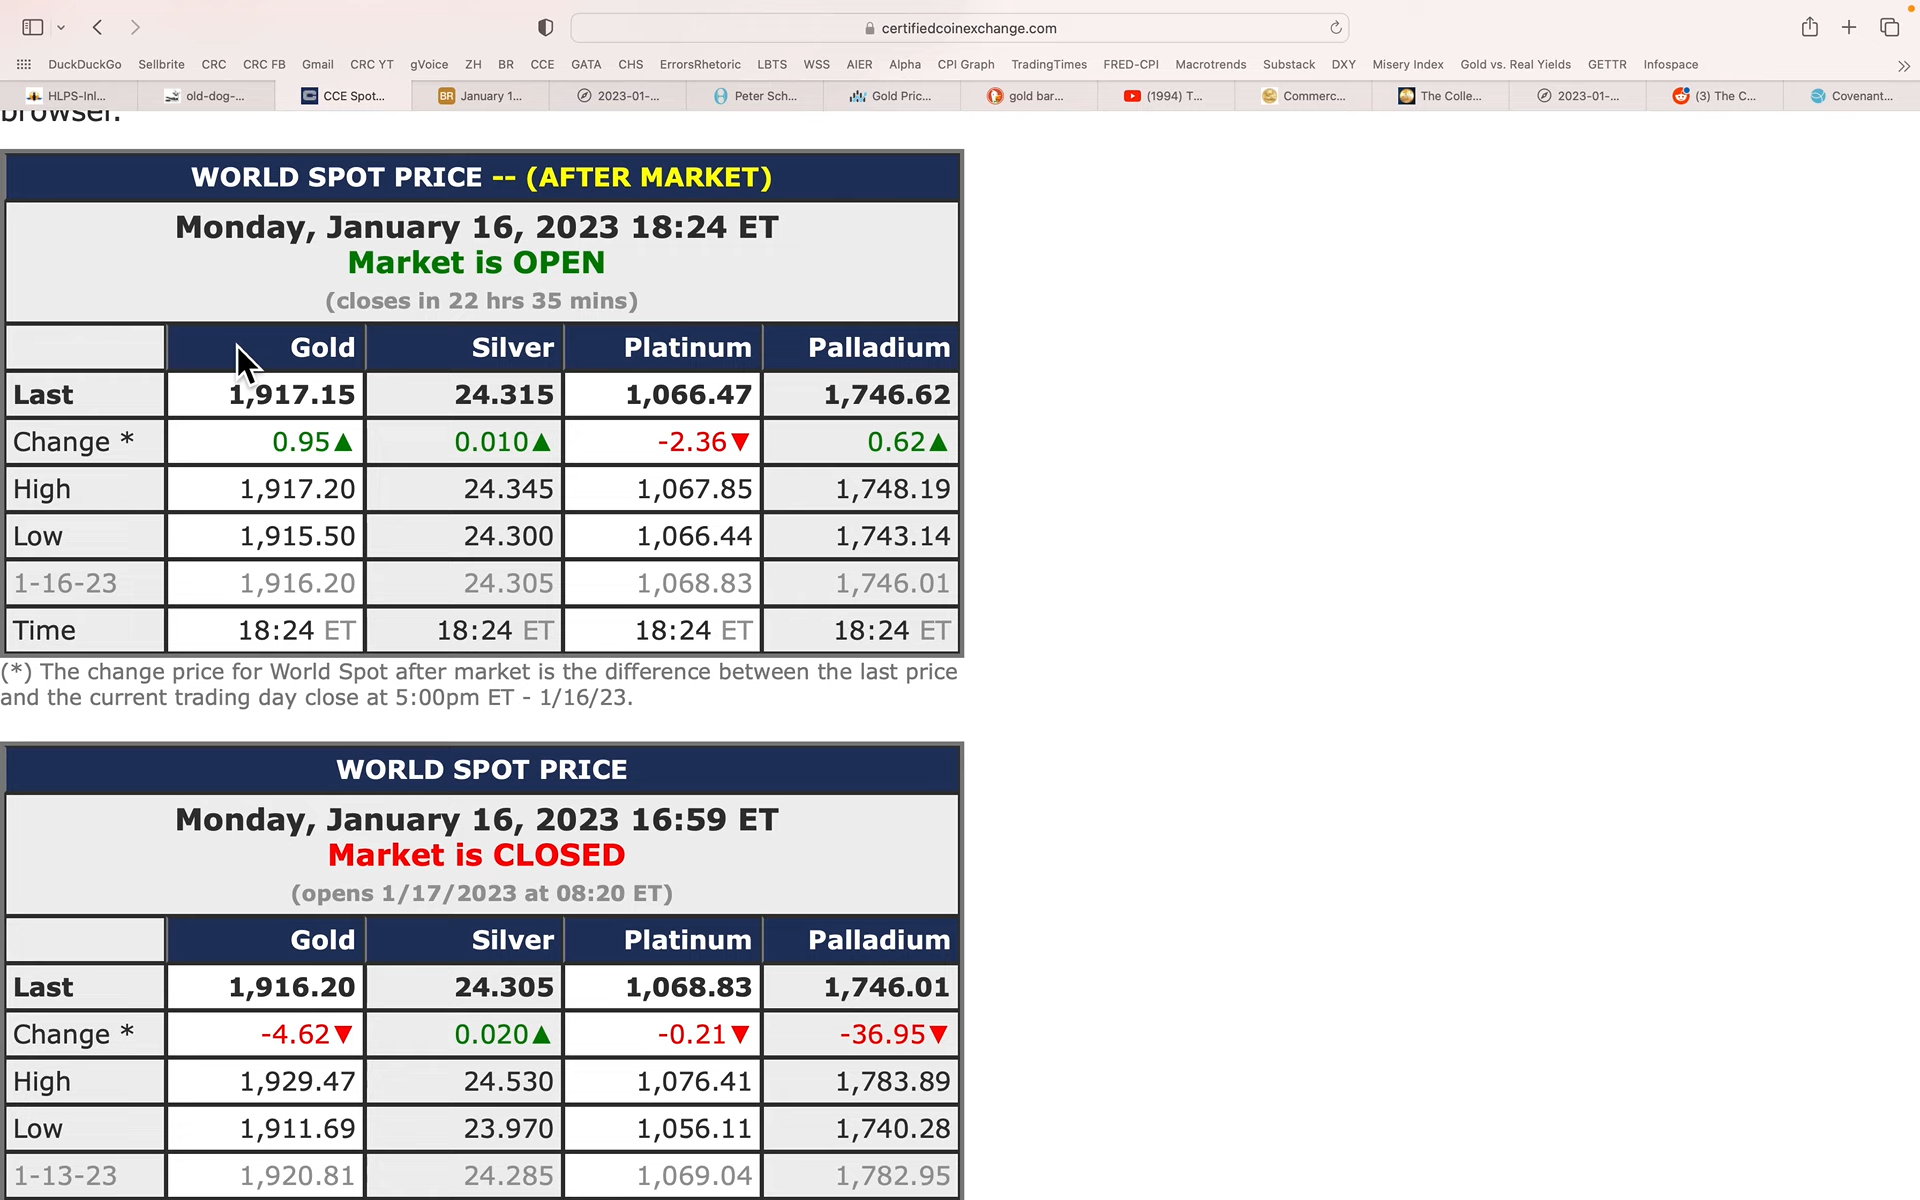 certifiedcoinexchange.com
DuckDuckGo Sellbrite CRC CRC FB Gmail CRC YT gVoice ZH BR CCE GATA CHS ErrorsRhetoric LBTS WSS AIER Alpha CPI Graph TradingTimes FRED-CPI Macrotrends Substack DXY Misery Index Gold vs. Real Yields GETTR Infospace
HLPS-Inl... old-dog-... CCE Spot... BR January 1... 2023-01-... Peter Sch... Gold Pric... gold bar... (1994) T... Commerc... The Colle... 2023-01-... (3) The C... Covenant...
browser.
WORLD SPOT PRICE -- (AFTER MARKET)
Monday, January 16, 2023 18:24 ET
Market is OPEN
(closes in 22 hrs 35 mins)
Gold Silver Platinum Palladium
Last 1,917.15 24.315 1,066.47 1,746.62
Change * 0.95▲ 0.010▲ -2.36▼ 0.62▲
High 1,917.20 24.345 1,067.85 1,748.19
Low 1,915.50 24.300 1,066.44 1,743.14
1-16-23 1,916.20 24.305 1,068.83 1,746.01
Time 18:24 ET 18:24 ET 18:24 ET 18:24 ET
(*) The change price for World Spot after market is the difference between the last price
and the current trading day close at 5:00pm ET - 1/16/23.
WORLD SPOT PRICE
Monday, January 16, 2023 16:59 ET
Market is CLOSED
(opens 1/17/2023 at 08:20 ET)
Gold Silver Platinum Palladium
Last 1,916.20 24.305 1,068.83 1,746.01
Change * -4.62▼ 0.020▲ -0.21▼ -36.95▼
High 1,929.47 24.530 1,076.41 1,783.89
Low 1,911.69 23.970 1,056.11 1,740.28
1-13-23 1,920.81 24.285 1,069.04 1,782.95